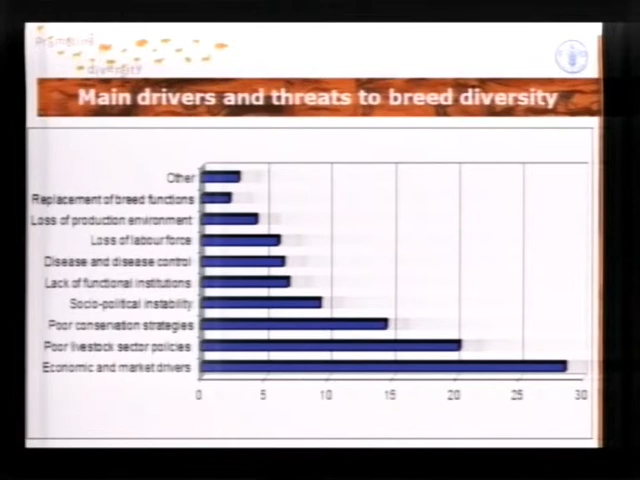 Promoting
diversity
Main drivers and threats to breed diversity
Other
Replacement of breed functions
Loss of production environment
Loss of labour force
Disease and disease control
Lack of functional institutions
Socio-political instability
Poor conservation strategies
Poor livestock sector policies
Economic and market drivers
0 5 10 15 20 25 30